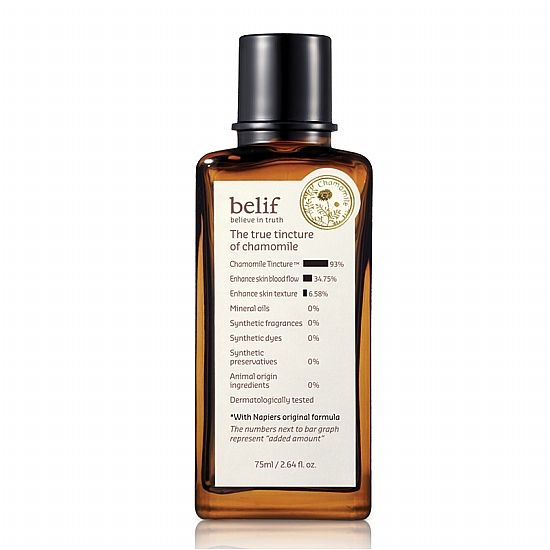 Chamomile
belif
believe in truth
The true tincture
of chamomile
Chamomile Tincture™ 93%
Enhance skin blood flow 34.75%
Enhance skin texture 6.58%
Mineral oils 0%
Synthetic fragrances 0%
Synthetic dyes 0%
Synthetic
preservatives 0%
Animal origin
ingredients 0%
Dermatologically tested
*With Napiers original formula
The numbers next to bar graph
represent "added amount"
75ml / 2.64 fl. oz.